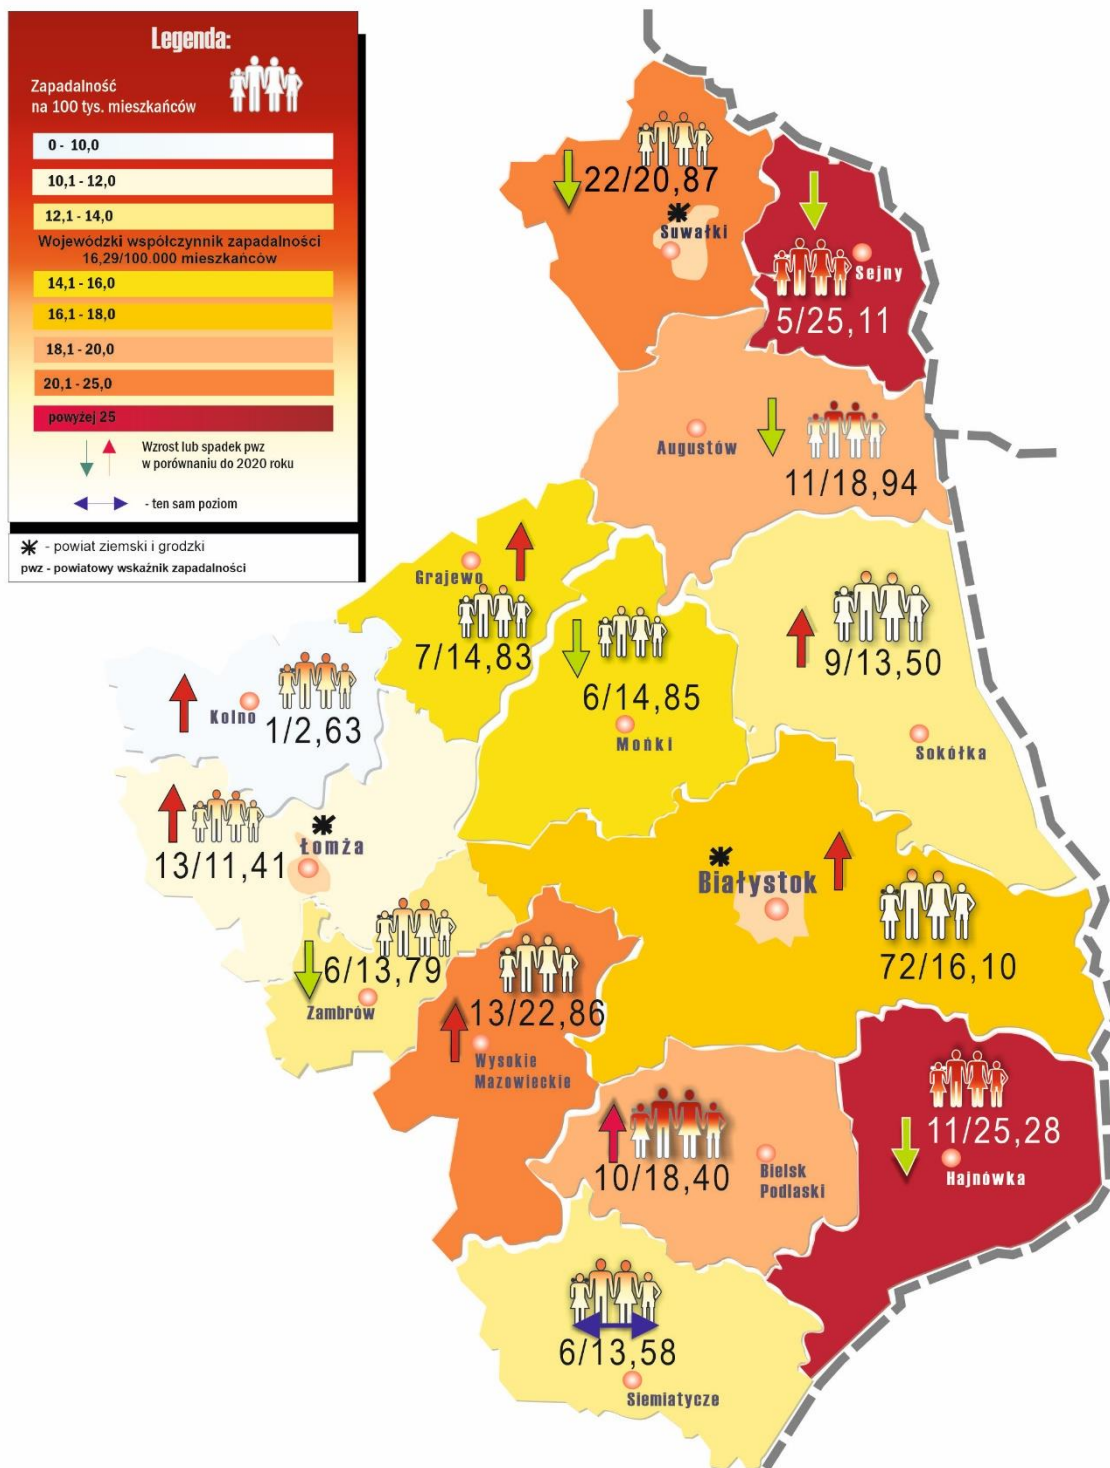 Legenda:
Zapadalność
na 100 tys. mieszkańców
0 - 10,0
10,1 - 12,0
12,1 - 14,0
Wojewódzki współczynnik zapadalności
16,29/100.000 mieszkańców
14,1 - 16,0
16,1 - 18,0
18,1 - 20,0
20,1 - 25,0
powyżej 25
Wzrost lub spadek pwz
w porównaniu do 2020 roku
- ten sam poziom
- powiat ziemski i grodzki
pwz - powiatowy wskaźnik zapadalności
22/20,87
Suwałki
Sejny
5/25,11
Augustów
11/18,94
Grajewo
7/14,83
6/14,85
Mońki
9/13,50
Sokółka
Kolno
1/2,63
13/11,41
Łomża
Białystok
72/16,10
6/13,79
Zambrów
13/22,86
Wysokie
Mazowieckie
10/18,40
Bielsk
Podlaski
11/25,28
Hajnówka
6/13,58
Siemiatycze